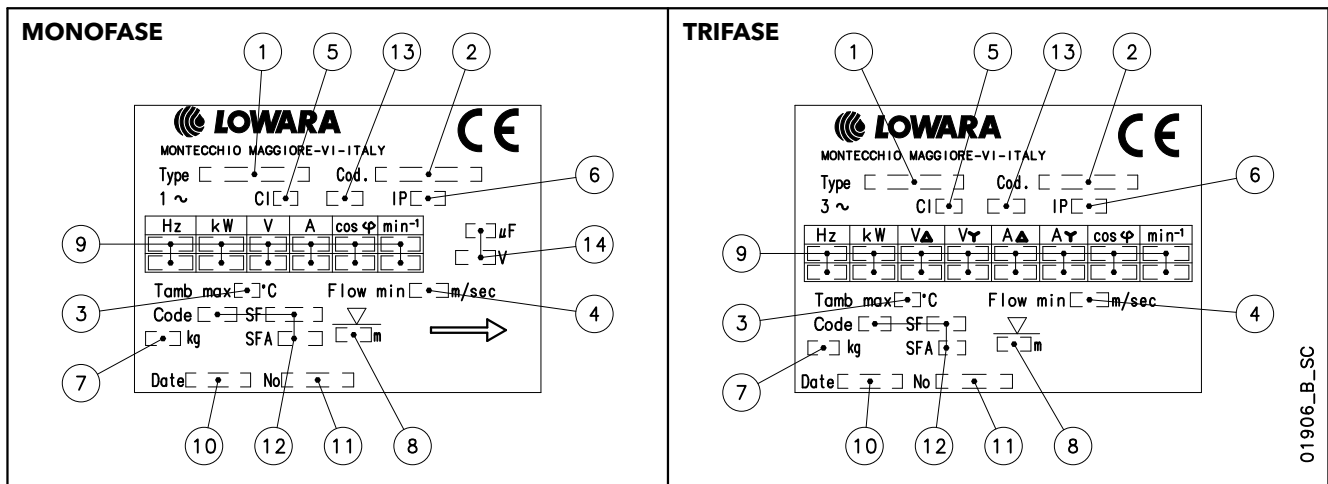 MONOFASE
1 5 13 2
LOWARA CE
MONTECCHIO MAGGIORE-VI-ITALY
Type Cod.
1 ~ CI IP
6
Hz kW V A cos φ min⁻¹
µF
9
V
14
Tamb max °C Flow min m/sec
3
4
Code SF
kg SFA m
7
Date No
10 12 11 8
TRIFASE
1 5 13 2
LOWARA CE
MONTECCHIO MAGGIORE-VI-ITALY
Type Cod.
3 ~ CI IP
6
Hz kW V△ VY A△ AY cos φ min⁻¹
9
Tamb max °C Flow min m/sec
3
4
Code SF
kg SFA m
7
Date No
10 12 11 8
01906_B_SC